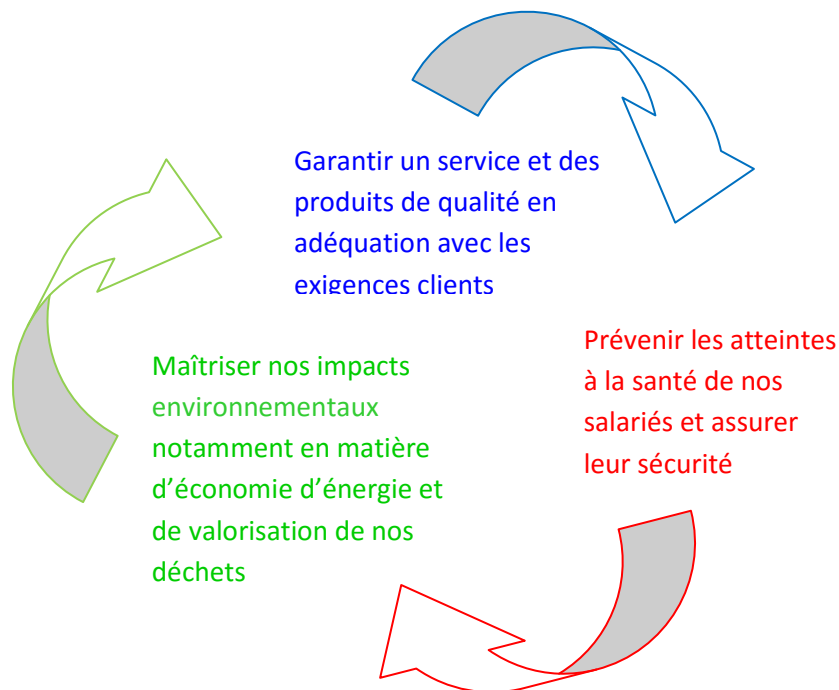 Garantir un service et des
produits de qualité en
adéquation avec les
exigences clients
Prévenir les atteintes
à la santé de nos
salariés et assurer
leur sécurité
Maîtriser nos impacts
environnementaux
notamment en matière
d’économie d’énergie et
de valorisation de nos
déchets